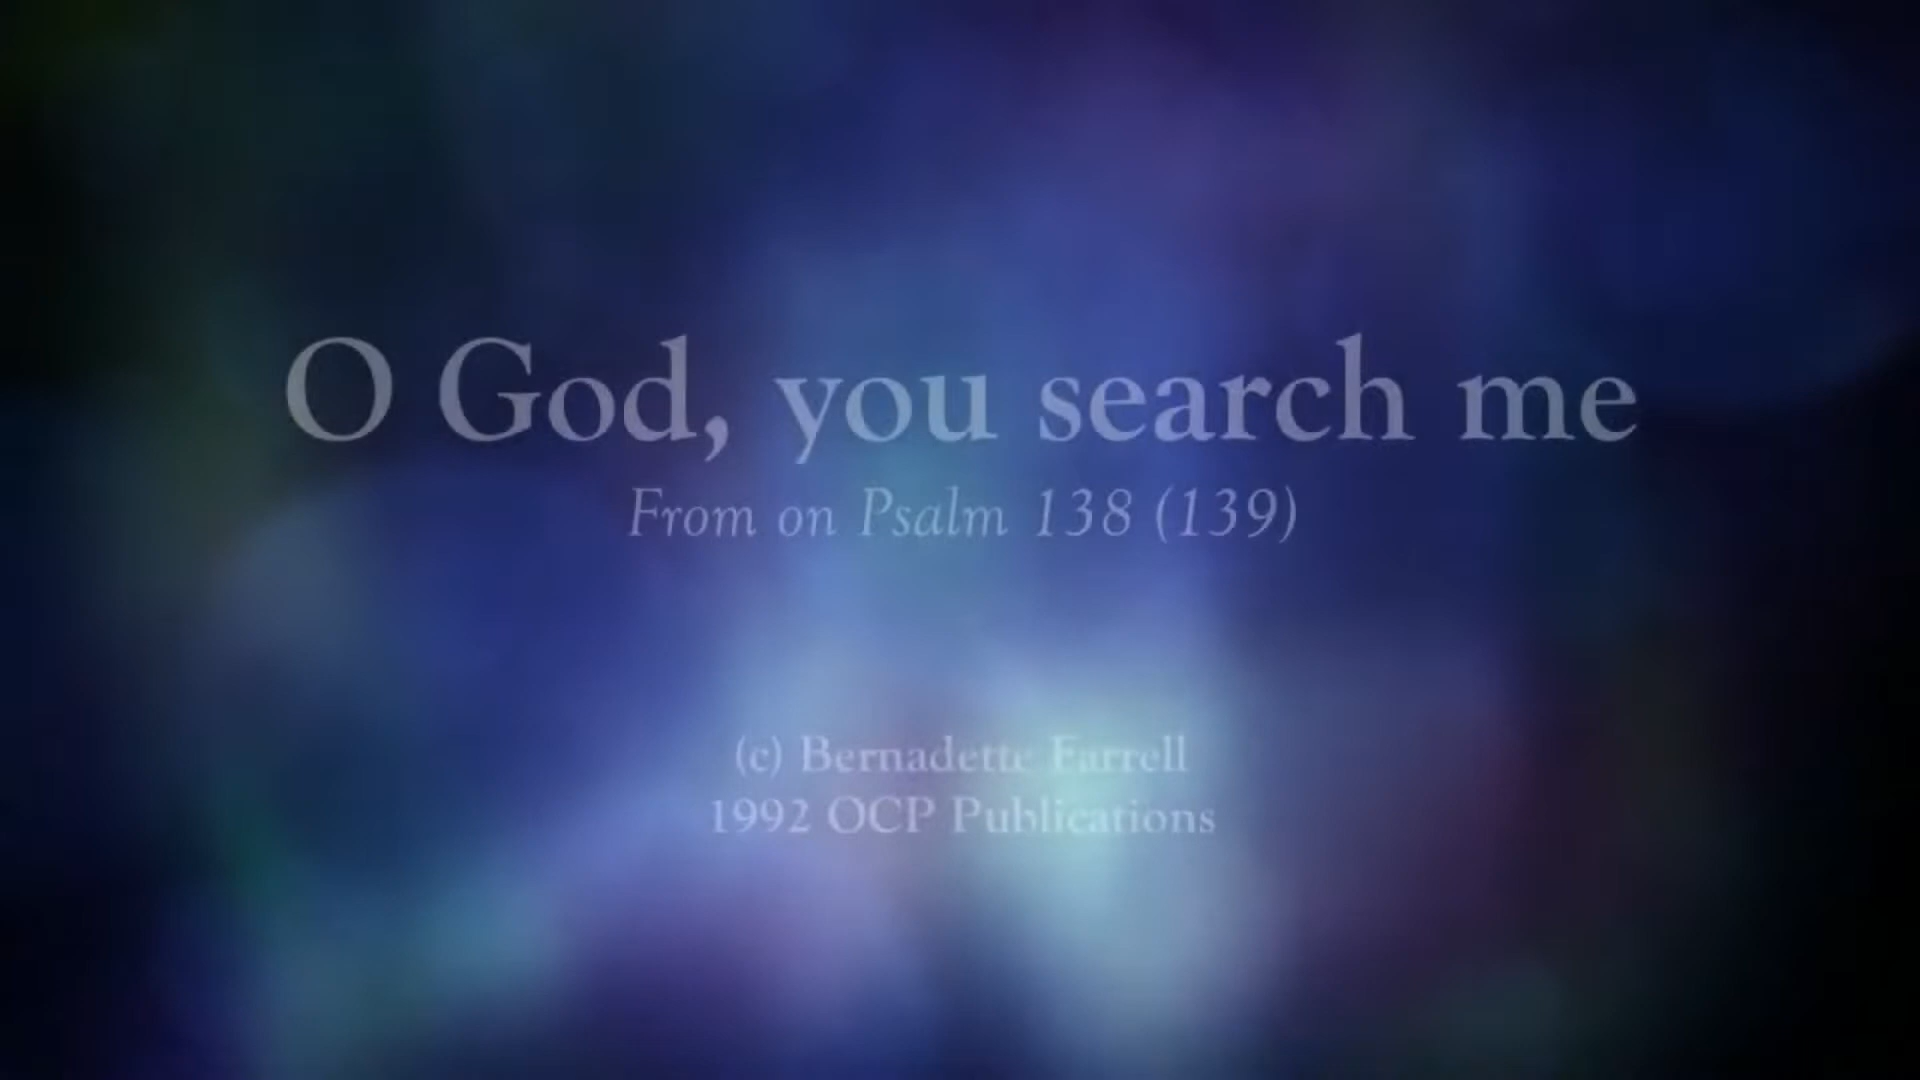 O God, you search me
From on Psalm 138 (139)
(c) Bernadette Farrell
1992 OCP Publications